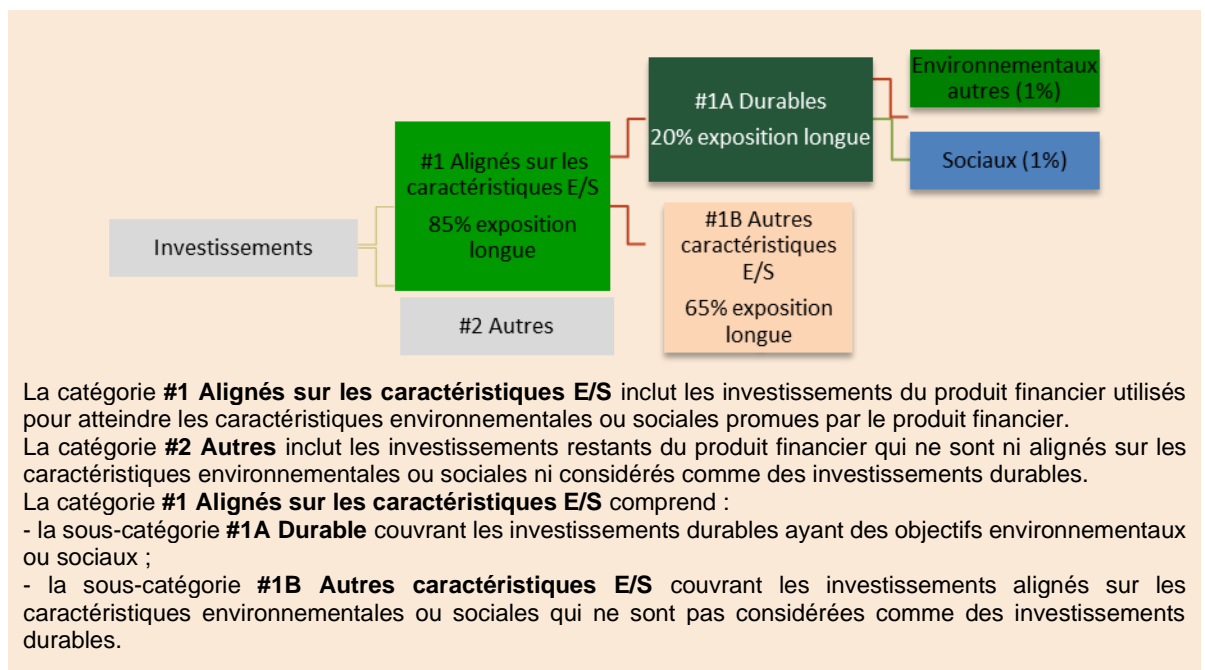 Environnementaux
autres (1%)
#1A Durables
20% exposition longue
Sociaux (1%)
#1 Alignés sur les
caractéristiques E/S
85% exposition
longue
#1B Autres
caractéristiques
E/S
65% exposition
longue
Investissements
#2 Autres
La catégorie #1 Alignés sur les caractéristiques E/S inclut les investissements du produit financier utilisés
pour atteindre les caractéristiques environnementales ou sociales promues par le produit financier.
La catégorie #2 Autres inclut les investissements restants du produit financier qui ne sont ni alignés sur les
caractéristiques environnementales ou sociales ni considérés comme des investissements durables.
La catégorie #1 Alignés sur les caractéristiques E/S comprend :
- la sous-catégorie #1A Durable couvrant les investissements durables ayant des objectifs environnementaux
ou sociaux ;
- la sous-catégorie #1B Autres caractéristiques E/S couvrant les investissements alignés sur les
caractéristiques environnementales ou sociales qui ne sont pas considérées comme des investissements
durables.